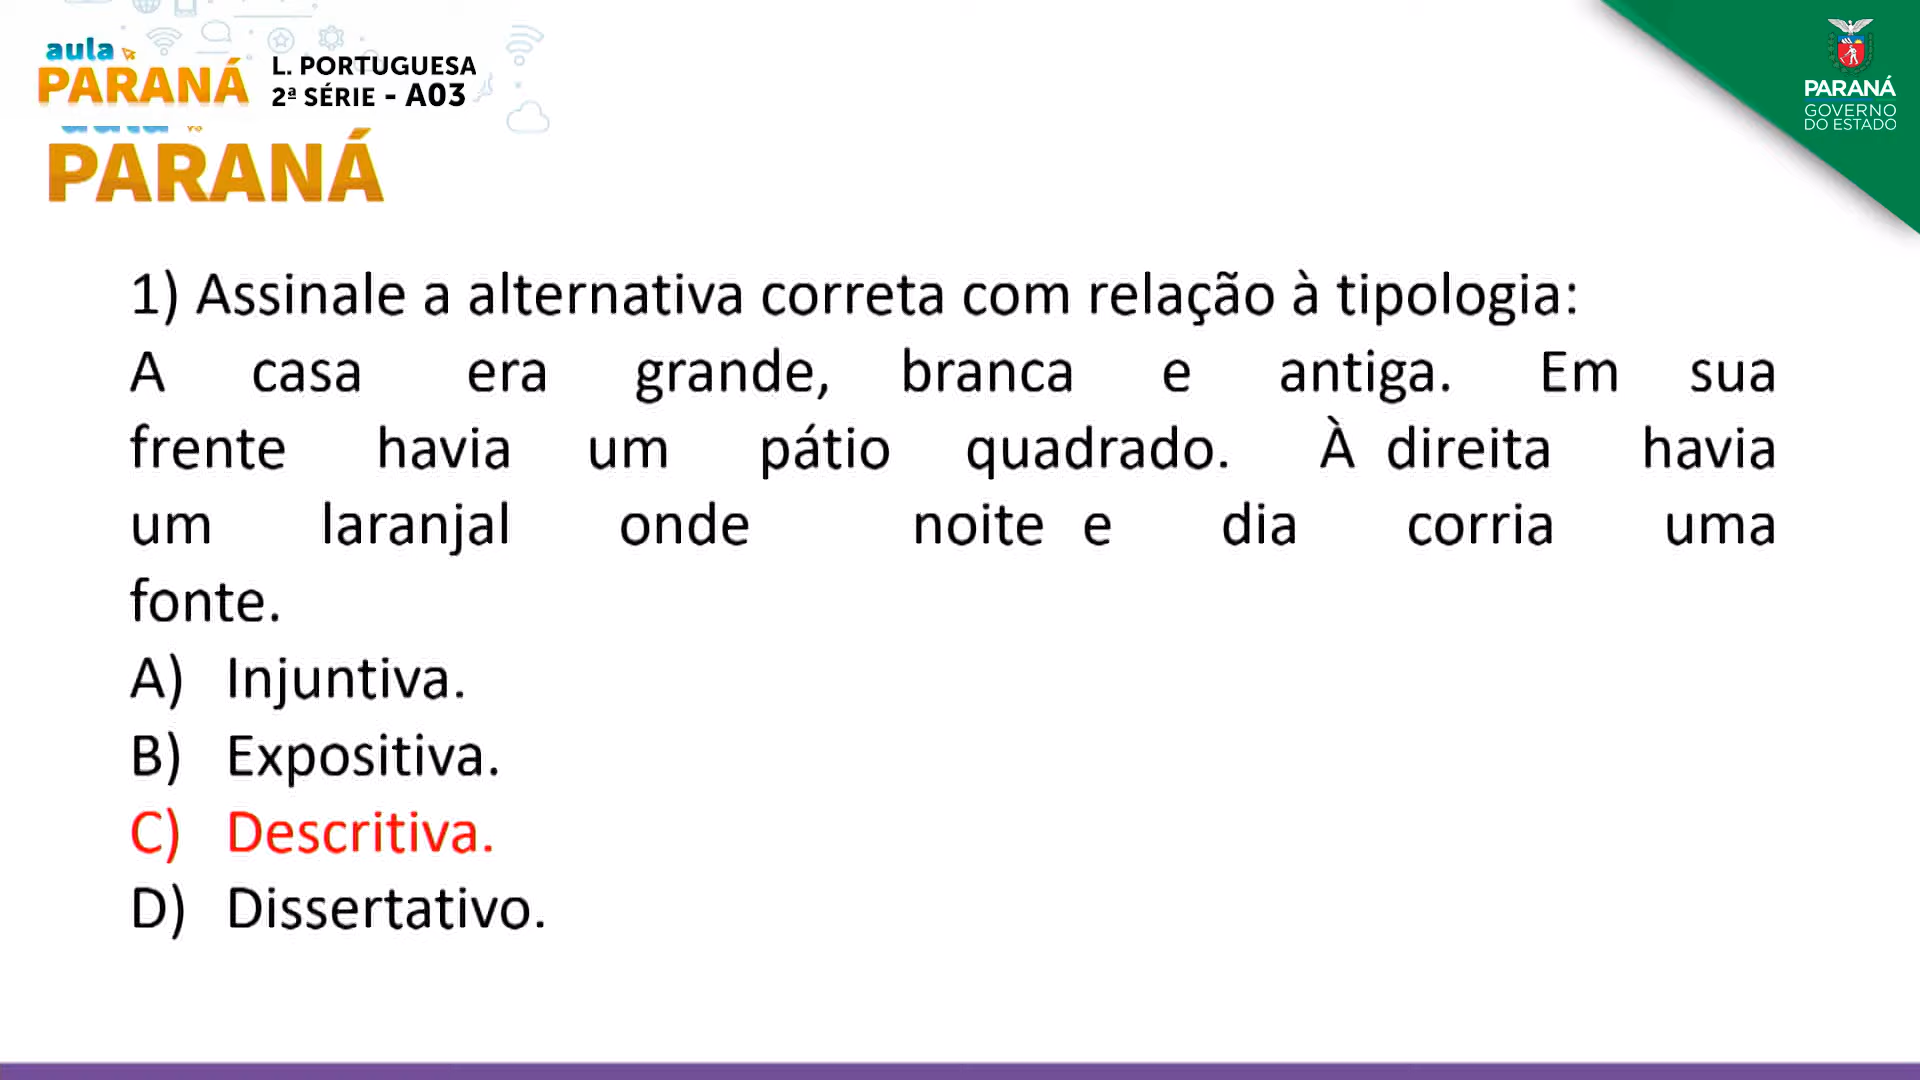 aula
PARANÁ
L. PORTUGUESA
2ª SÉRIE - A03
PARANÁ
GOVERNO
DO ESTADO
aula
PARANÁ
1) Assinale a alternativa correta com relação à tipologia:
A casa era grande, branca e antiga. Em sua
frente havia um pátio quadrado. À direita havia
um laranjal onde noite e dia corria uma
fonte.
A) Injuntiva.
B) Expositiva.
C) Descritiva.
D) Dissertativo.